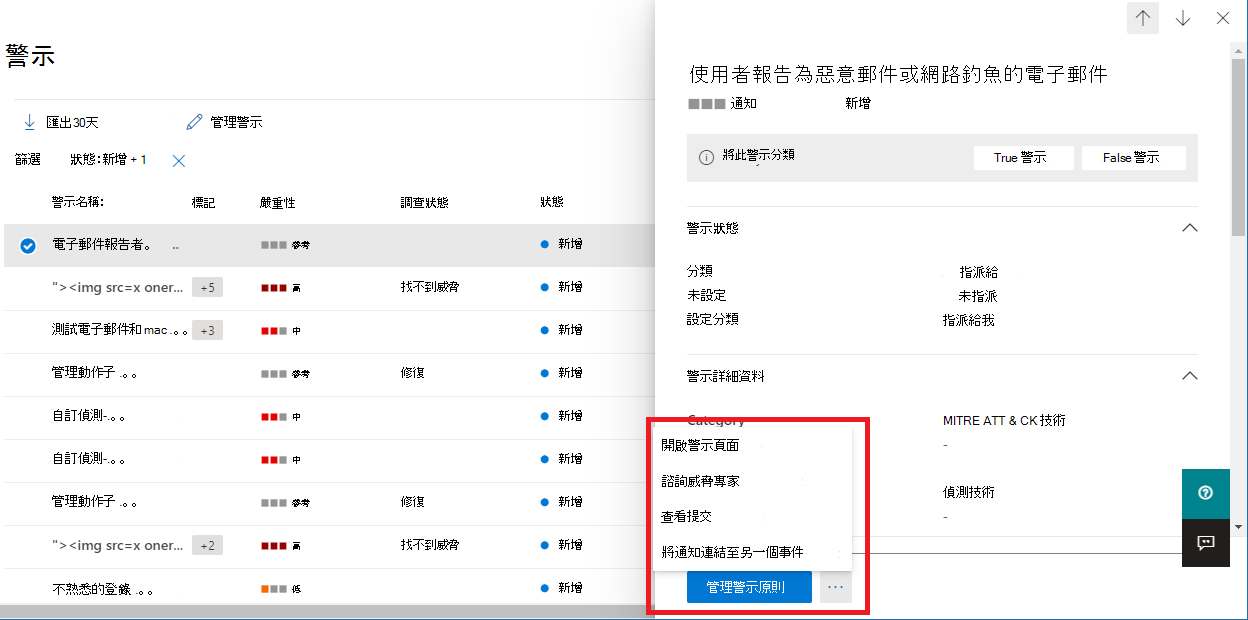 警示
匯出30天
管理警示
篩選
狀態:新增 + 1
警示名稱:
標記
嚴重性
調查狀態
狀態
電子郵件報告者。 ..
參考
新增
"><img src=x oner...
+5
高
找不到威脅
新增
測試電子郵件和 mac .。。
+3
中
新增
管理動作子 .。。
參考
修復
新增
自訂偵測-.。。
中
新增
自訂偵測-.。。
中
新增
管理動作子 .。。
參考
修復
新增
"><img src=x oner...
+2
高
找不到威脅
新增
不熟悉的登錄 .。。
低
新增
使用者報告為惡意郵件或網路釣魚的電子郵件
通知
新增
將此警示分類
True 警示
False 警示
警示狀態
分類
指派給
未設定
未指派
設定分類
指派給我
警示詳細資料
Category
MITRE ATT & CK 技術
-
偵測技術
-
開啟警示頁面
諮詢威脅專家
查看提交
將通知連結至另一個事件
管理警示原則
...